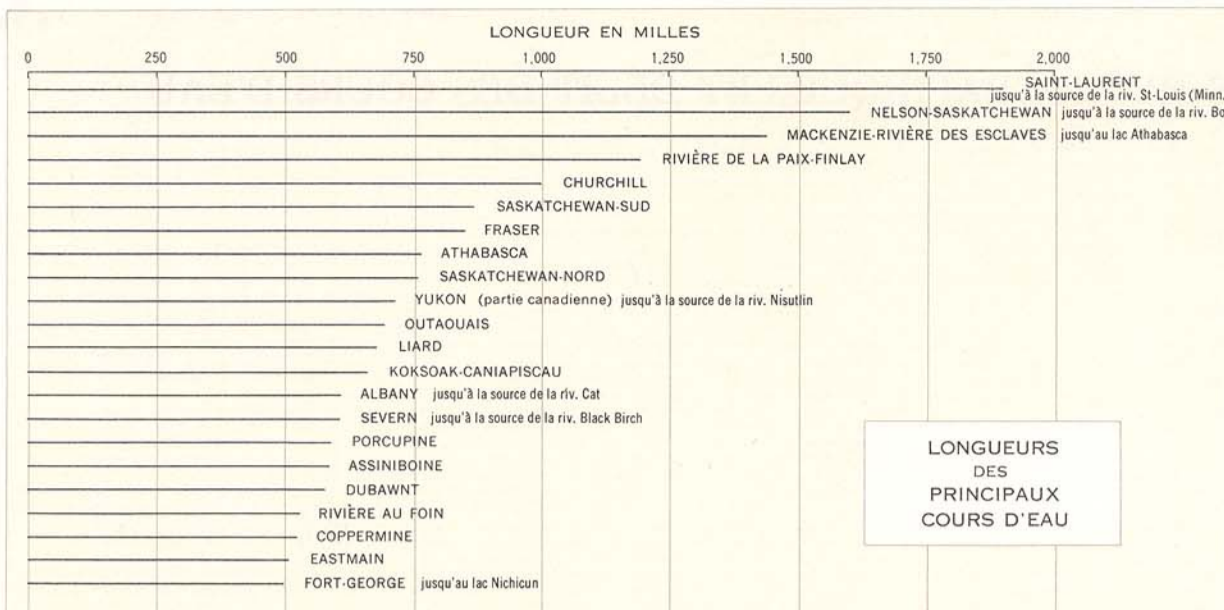 LONGUEUR EN MILLES
0 250 500 750 1,000 1,250 1,500 1,750 2,000
SAINT-LAURENT
jusqu'à la source de la riv. St-Louis (Minn.
NELSON-SASKATCHEWAN jusqu'à la source de la riv. Bo
MACKENZIE-RIVIÈRE DES ESCLAVES jusqu'au lac Athabasca
RIVIÈRE DE LA PAIX-FINLAY
CHURCHILL
SASKATCHEWAN-SUD
FRASER
ATHABASCA
SASKATCHEWAN-NORD
YUKON (partie canadienne) jusqu'à la source de la riv. Nisutlin
OUTAOUAIS
LIARD
KOKSOAK-CANIAPISCAU
ALBANY jusqu'à la source de la riv. Cat
SEVERN jusqu'à la source de la riv. Black Birch
PORCUPINE
ASSINIBOINE
DUBAWNT
RIVIÈRE AU FOIN
COPPERMINE
EASTMAIN
FORT-GEORGE jusqu'au lac Nichicun
LONGUEURS
DES
PRINCIPAUX
COURS D'EAU